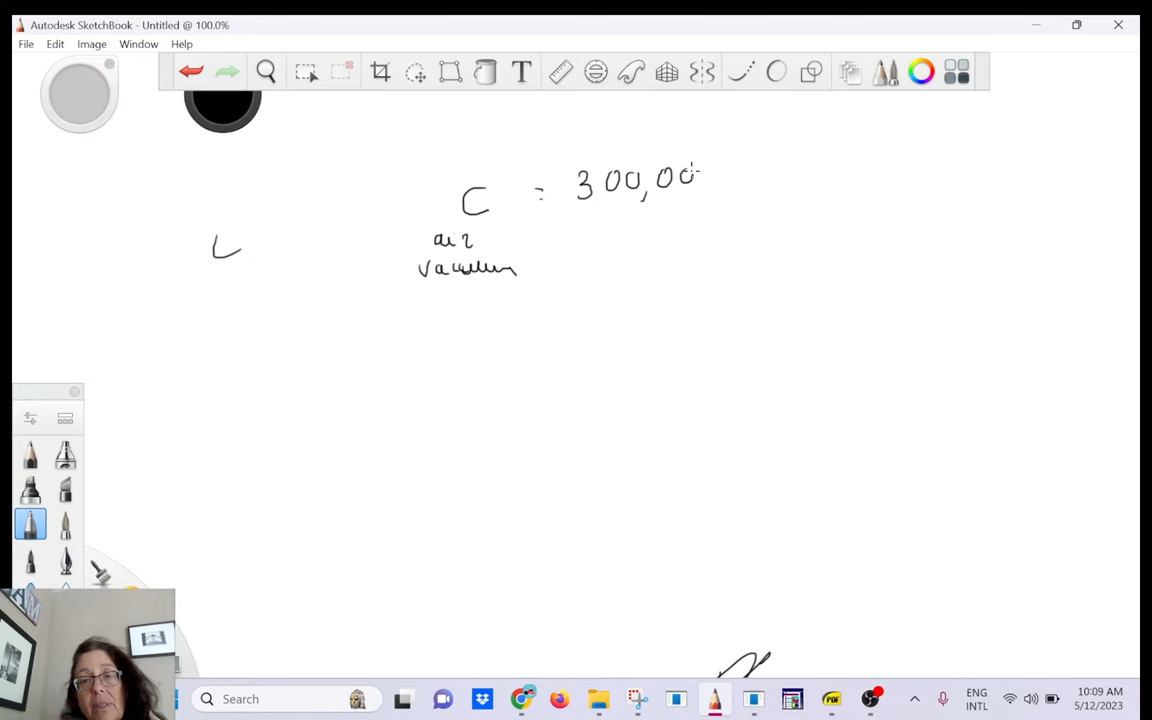 Autodesk SketchBook - Untitled @ 100.0%
File Edit Image Window Help
T
C = 300,00
L
air
vacuum
Search
ENG
INTL
10:09 AM
5/12/2023